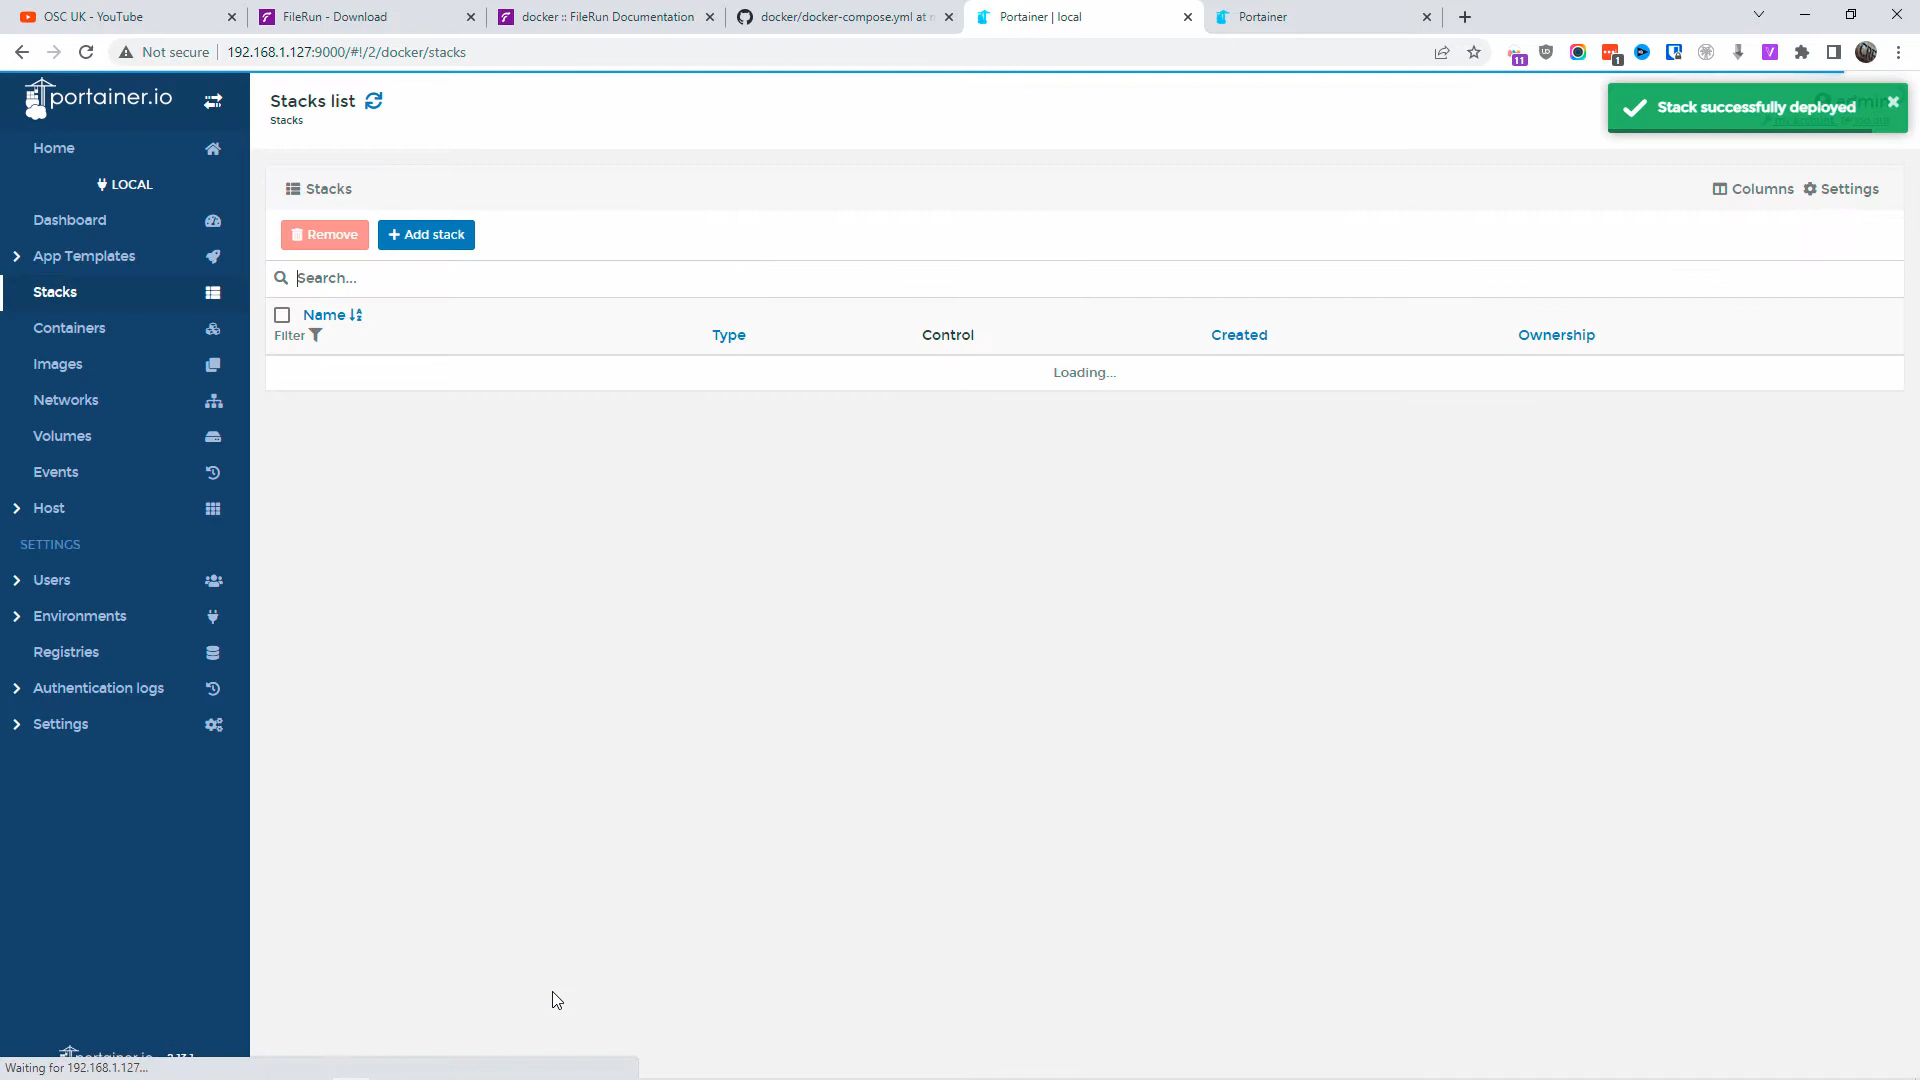 OSC UK - YouTube
FileRun - Download
docker :: FileRun Documentation
docker/docker-compose.yml at
Portainer | local
Portainer
Not secure
192.168.1.127:9000/#!/2/docker/stacks
11
1
portainer.io
Stacks list
Stacks
Stack successfully deployed
Home
LOCAL
Dashboard
App Templates
Stacks
Containers
Images
Networks
Volumes
Events
Host
SETTINGS
Users
Environments
Registries
Authentication logs
Settings
Stacks
Columns
Settings
Remove
Add stack
Search...
Name
Filter
Type
Control
Created
Ownership
Loading...
Waiting for 192.168.1.127...